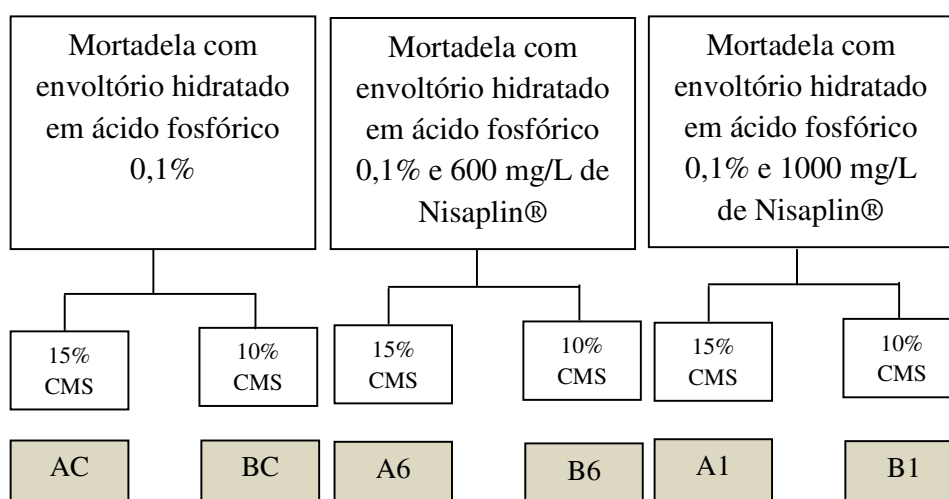 Mortadela com
envoltório hidratado
em ácido fosfórico
0,1%
Mortadela com
envoltório hidratado
em ácido fosfórico
0,1% e 600 mg/L de
Nisaplin®
Mortadela com
envoltório hidratado
em ácido fosfórico
0,1% e 1000 mg/L
de Nisaplin®
15%
CMS
10%
CMS
15%
CMS
10%
CMS
15%
CMS
10%
CMS
AC
BC
A6
B6
A1
B1